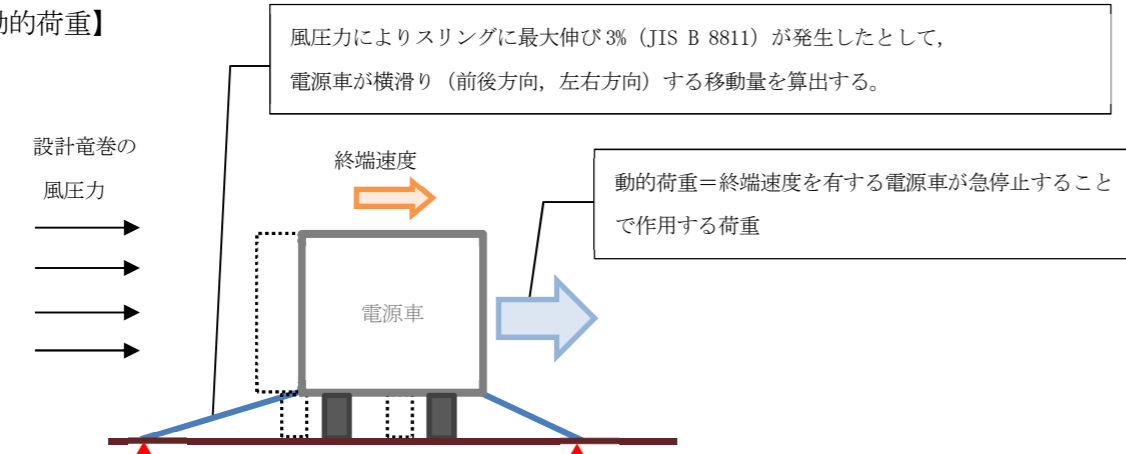 的荷重】
風圧力によりスリングに最大伸び 3%（JIS B 8811）が発生したとして，
電源車が横滑り（前後方向，左右方向）する移動量を算出する。
設計竜巻の
風圧力
終端速度
動的荷重＝終端速度を有する電源車が急停止すること
で作用する荷重
電源車